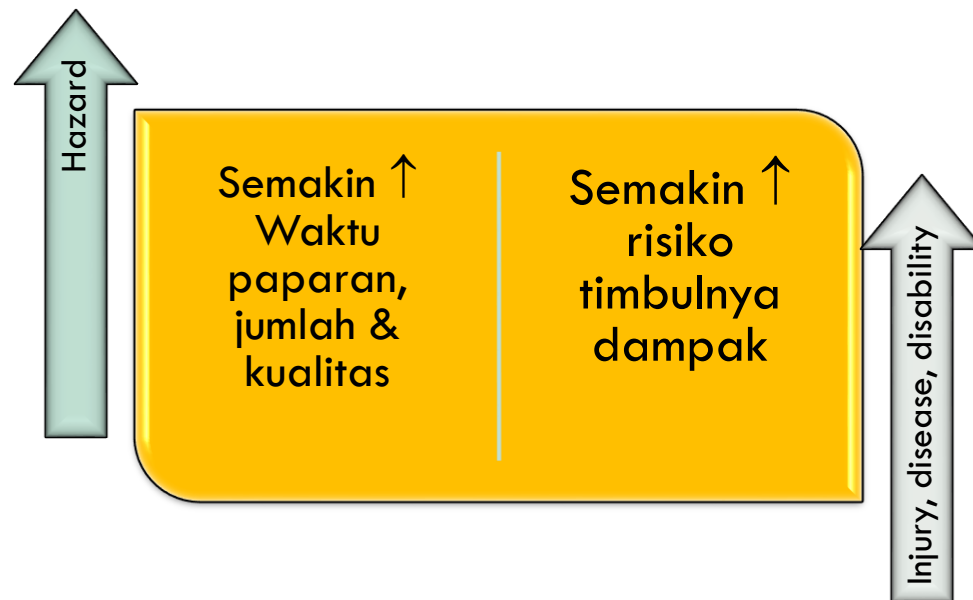 Hazard
Semakin ↑
Waktu
paparan,
jumlah &
kualitas
Semakin ↑
risiko
timbulnya
dampak
Injury, disease, disability